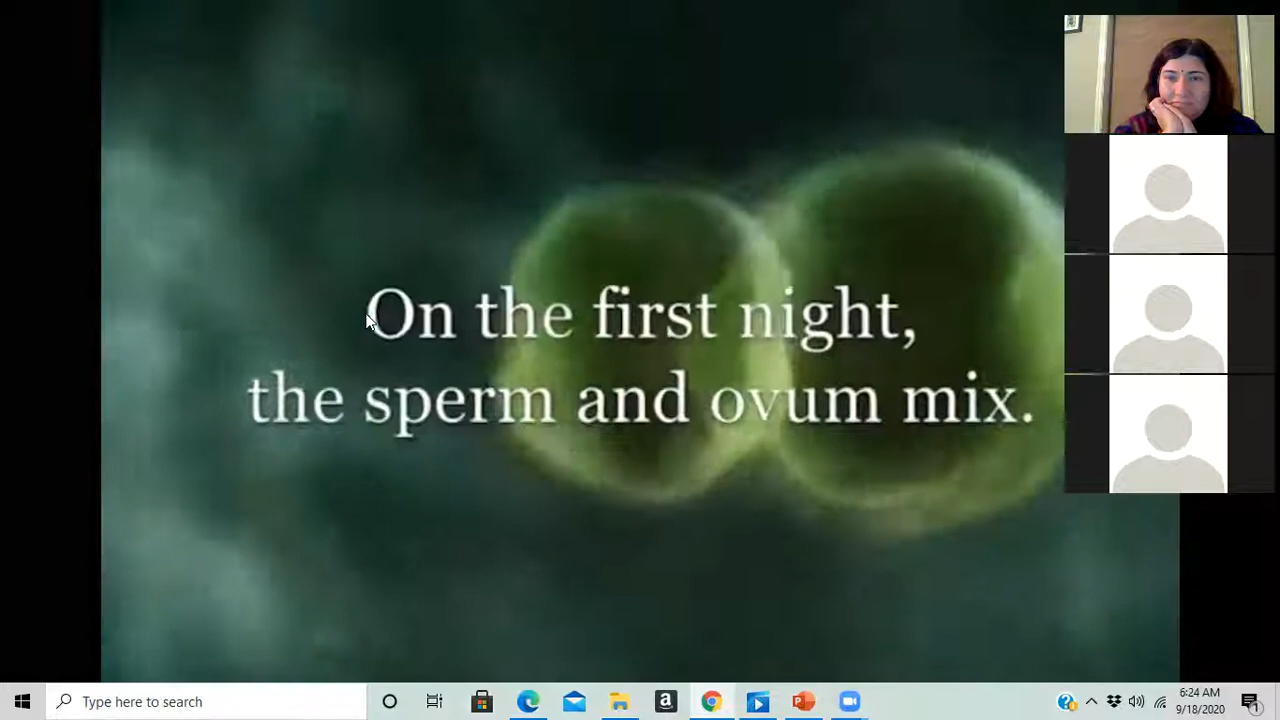 On the first night,
the sperm and ovum mix.
Type here to search
6:24 AM
9/18/2020